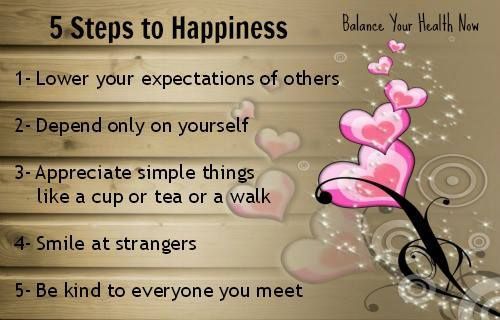 5 Steps to Happiness
Balance Your Health Now
1- Lower your expectations of others
2- Depend only on yourself
3- Appreciate simple things
like a cup or tea or a walk
4- Smile at strangers
5- Be kind to everyone you meet